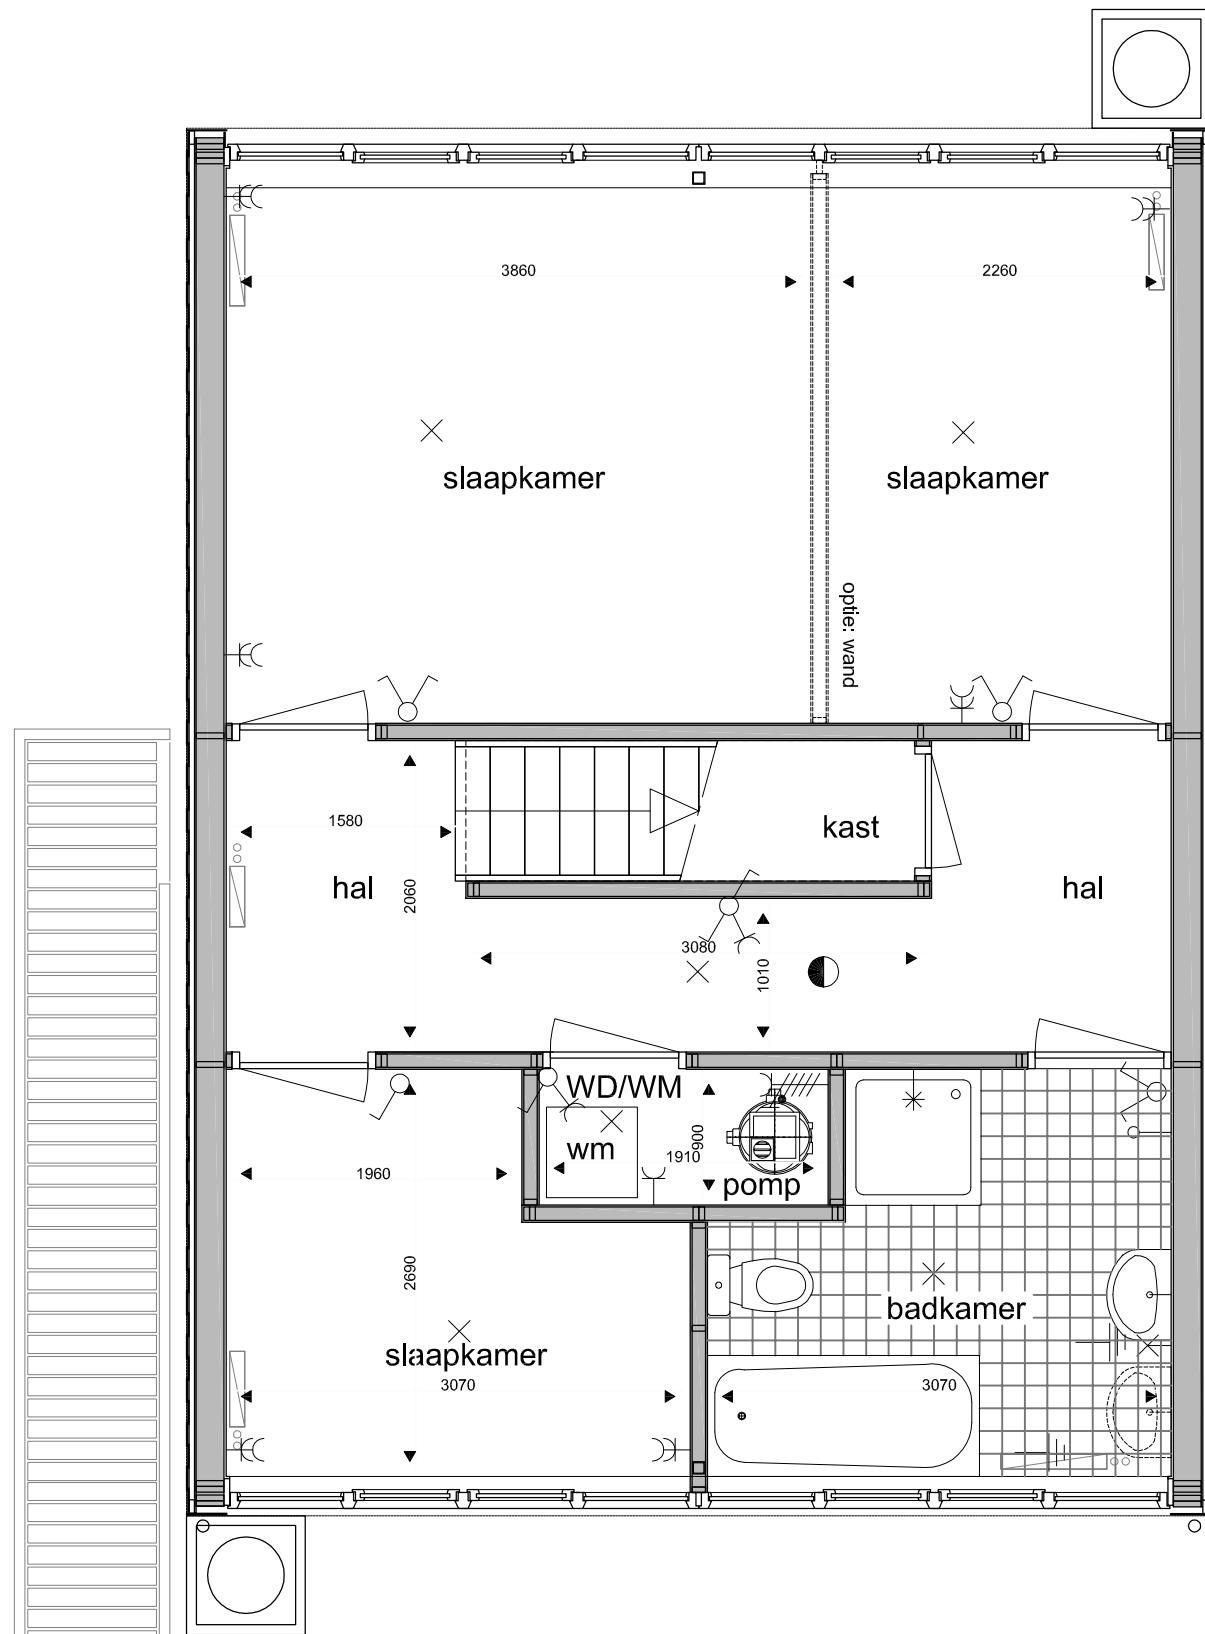 3860
2260
slaapkamer
slaapkamer
optie: wand
1580
kast
hal
2060
hal
3080
1010
WD/WM
wm
900
1910
pomp
1960
2690
badkamer
slaapkamer
3070
3070